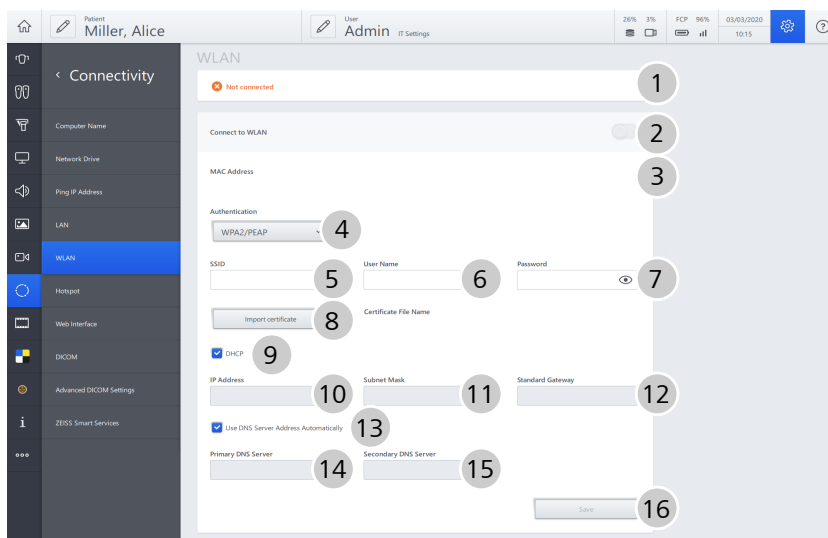 Patient
Miller, Alice
User
Admin IT Settings
26% 3%
FCP 96%
03/03/2020
10:15
?
WLAN
Connectivity
Not connected
1
Computer Name
Connect to WLAN
2
Network Drive
MAC Address
3
Ping IP Address
Authentication
LAN
WPA2/PEAP
4
WLAN
SSID
User Name
Password
5
6
7
Hotspot
Import certificate
8
Certificate File Name
Web Interface
DHCP
9
DICOM
IP Address
Subnet Mask
Standard Gateway
Advanced DICOM Settings
10
11
12
i
ZEISS Smart Services
Use DNS Server Address Automatically
13
Primary DNS Server
Secondary DNS Server
14
15
Save
16